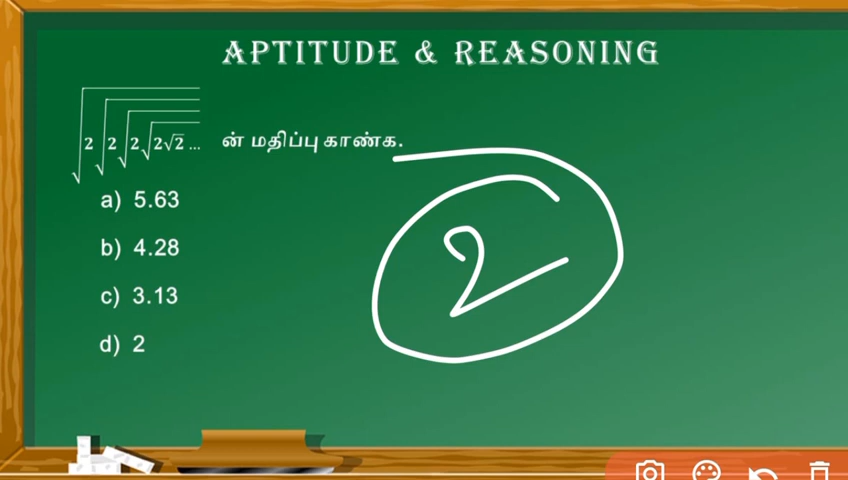 APTITUDE & REASONING
√2√2√2√2√2... ன் மதிப்பு காண்க.
a) 5.63
b) 4.28
c) 3.13
d) 2
2